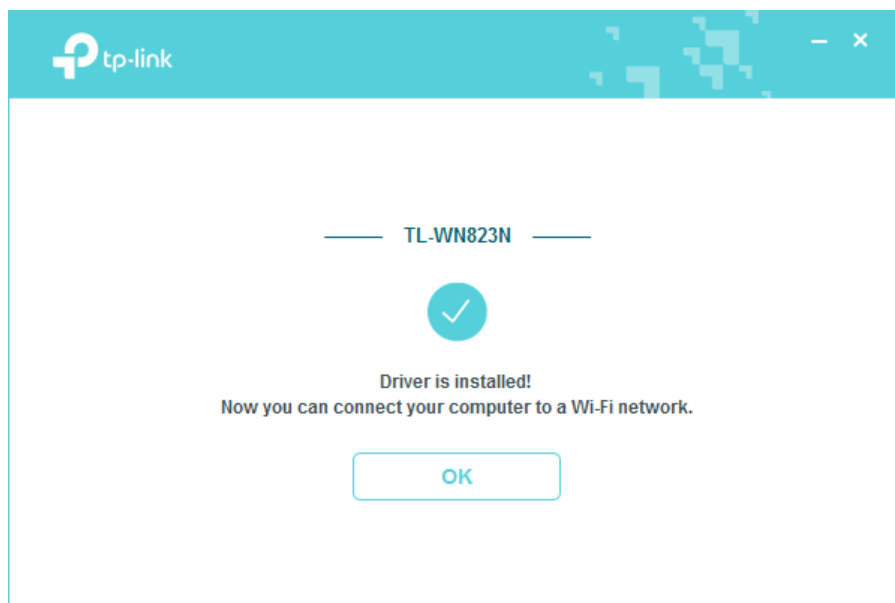 tp-link
TL-WN823N
Driver is installed!
Now you can connect your computer to a Wi-Fi network.
OK